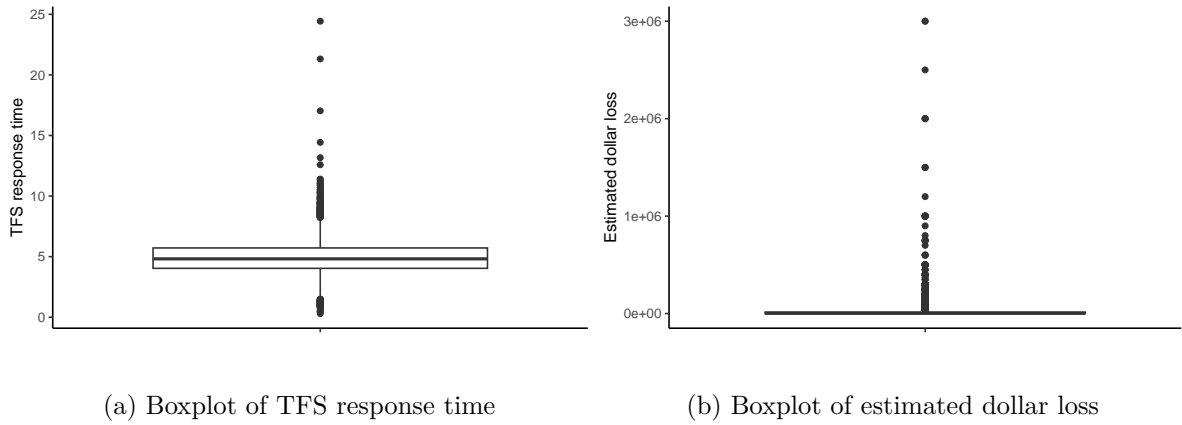 TFS response time
25
20
15
10
5
0
(a) Boxplot of TFS response time
Estimated dollar loss
3e+06
2e+06
1e+06
0e+00
(b) Boxplot of estimated dollar loss